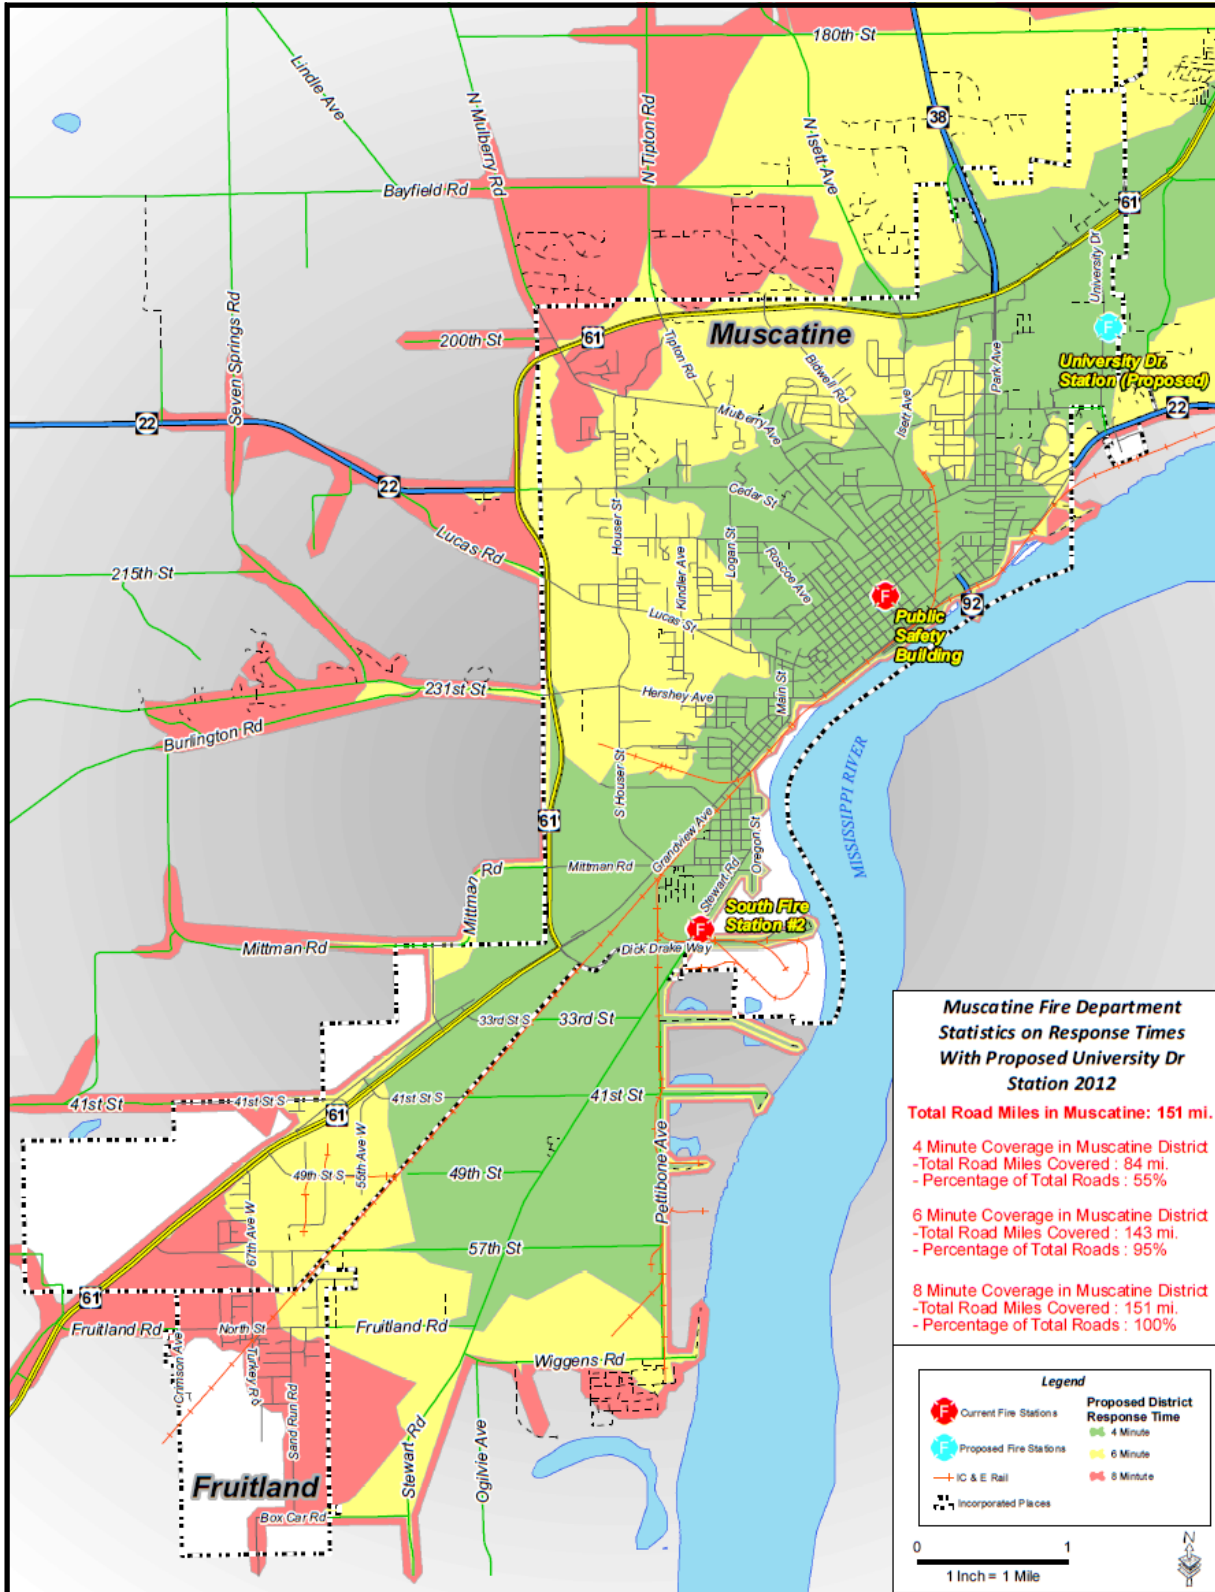 180th St
Lindle Ave
N Mulberry Rd
N Tipton Rd
N Isett Ave
38
Bayfield Rd
61
University Dr
Seven Springs Rd
200th St
61
Muscatine
Tipton Rd
Bidwell Rd
Park Ave
University Dr.
Station (Proposed)
22
Mulberry Ave
Isett Ave
22
22
Cedar St
Houser St
Lucas Rd
Logan St
Roscoe Ave
Kindler Ave
215th St
Lucas St
92
Public
Safety
Building
231st St
Hershey Ave
Main St
Burlington Rd
S Houser St
MISSISSIPPI RIVER
61
Grandview Ave
Oregon St
Mittman Rd
Mittman Rd
Stewart Rd
South Fire
Station #2
Mittman Rd
Dick Drake Way
33rd St S
33rd St
41st St
41st St S
41st St S
41st St
61
55th Ave W
49th St S
49th St
Pettibone Ave
67th Ave W
57th St
61
Fruitland Rd
North St
Fruitland Rd
Crimson Ave
Turkey Rd
Wiggens Rd
Sand Run Rd
Stewart Rd
Ogilvie Ave
Fruitland
Box Car Rd
Muscatine Fire Department
Statistics on Response Times
With Proposed University Dr
Station 2012
Total Road Miles in Muscatine: 151 mi.
4 Minute Coverage in Muscatine District
-Total Road Miles Covered : 84 mi.
- Percentage of Total Roads : 55%
6 Minute Coverage in Muscatine District
-Total Road Miles Covered : 143 mi.
- Percentage of Total Roads : 95%
8 Minute Coverage in Muscatine District
-Total Road Miles Covered : 151 mi.
- Percentage of Total Roads : 100%
Legend
F Current Fire Stations
F Proposed Fire Stations
IC & E Rail
Incorporated Places
Proposed District
Response Time
4 Minute
6 Minute
8 Mintute
0 1
1 Inch = 1 Mile
N